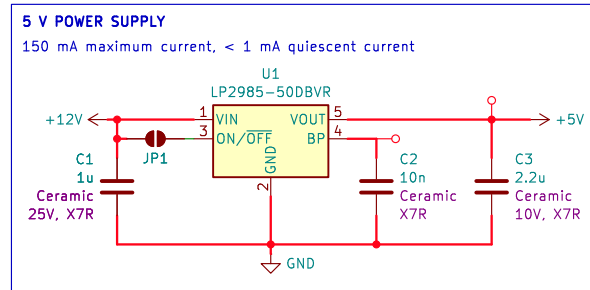 5 V POWER SUPPLY
150 mA maximum current, < 1 mA quiescent current
U1
LP2985-50DBVR
+12V
1
VIN
VOUT
5
+5V
3
ON/OFF
BP
4
JP1
GND
2
C1
1u
Ceramic
25V, X7R
C2
10n
Ceramic
X7R
C3
2.2u
Ceramic
10V, X7R
GND